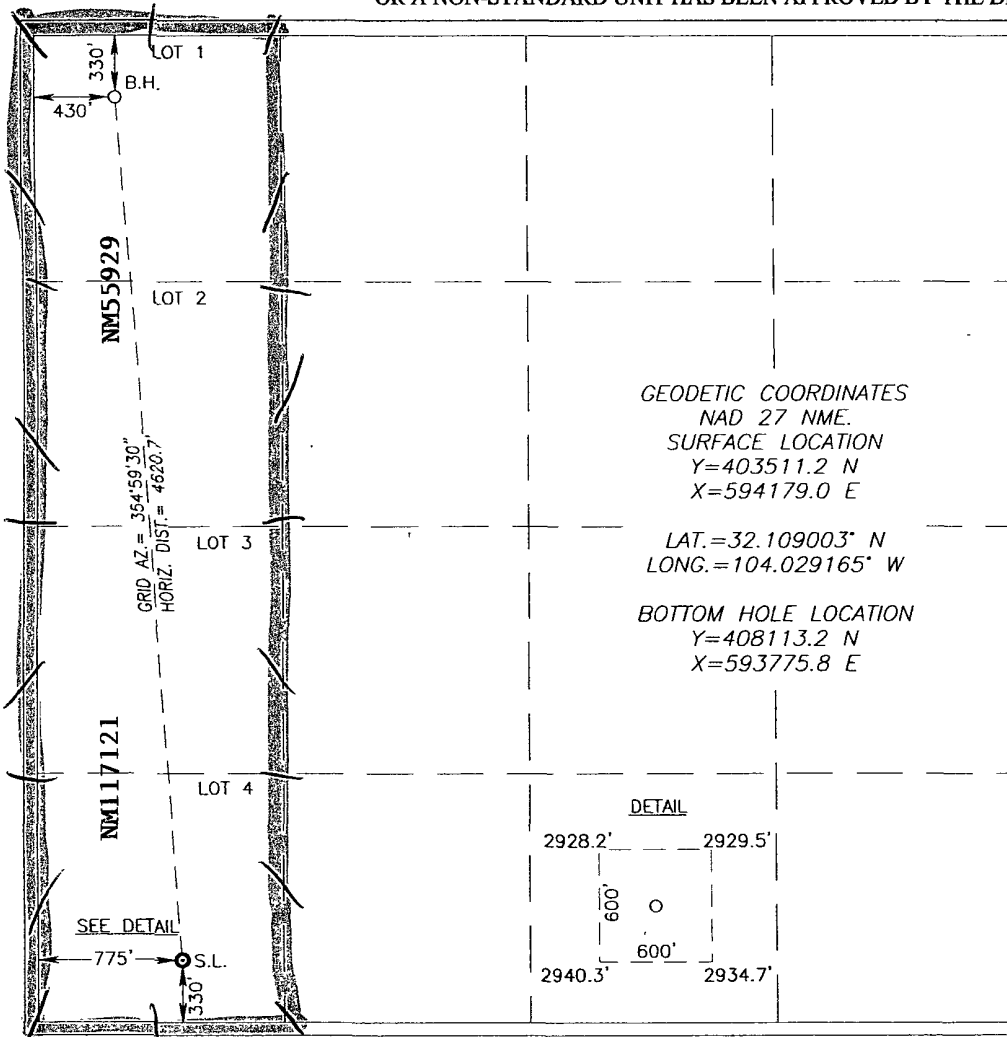 OR A NON-STANDARD UNIT HAS BEEN APPROVED BY THE
LOT 1
330'
B.H.
430'
NM55929
LOT 2
GEODETIC COORDINATES
NAD 27 NME.
SURFACE LOCATION
Y=403511.2 N
X=594179.0 E
LAT.=32.109003° N
LONG.=104.029165° W
BOTTOM HOLE LOCATION
Y=408113.2 N
X=593775.8 E
GRID AZ.= 354°59'30"
HORIZ. DIST.= 4620.7'
LOT 3
NM117121
LOT 4
DETAIL
2928.2' 2929.5'
600'
600'
2940.3' 2934.7'
SEE DETAIL
775'
S.L.
330'